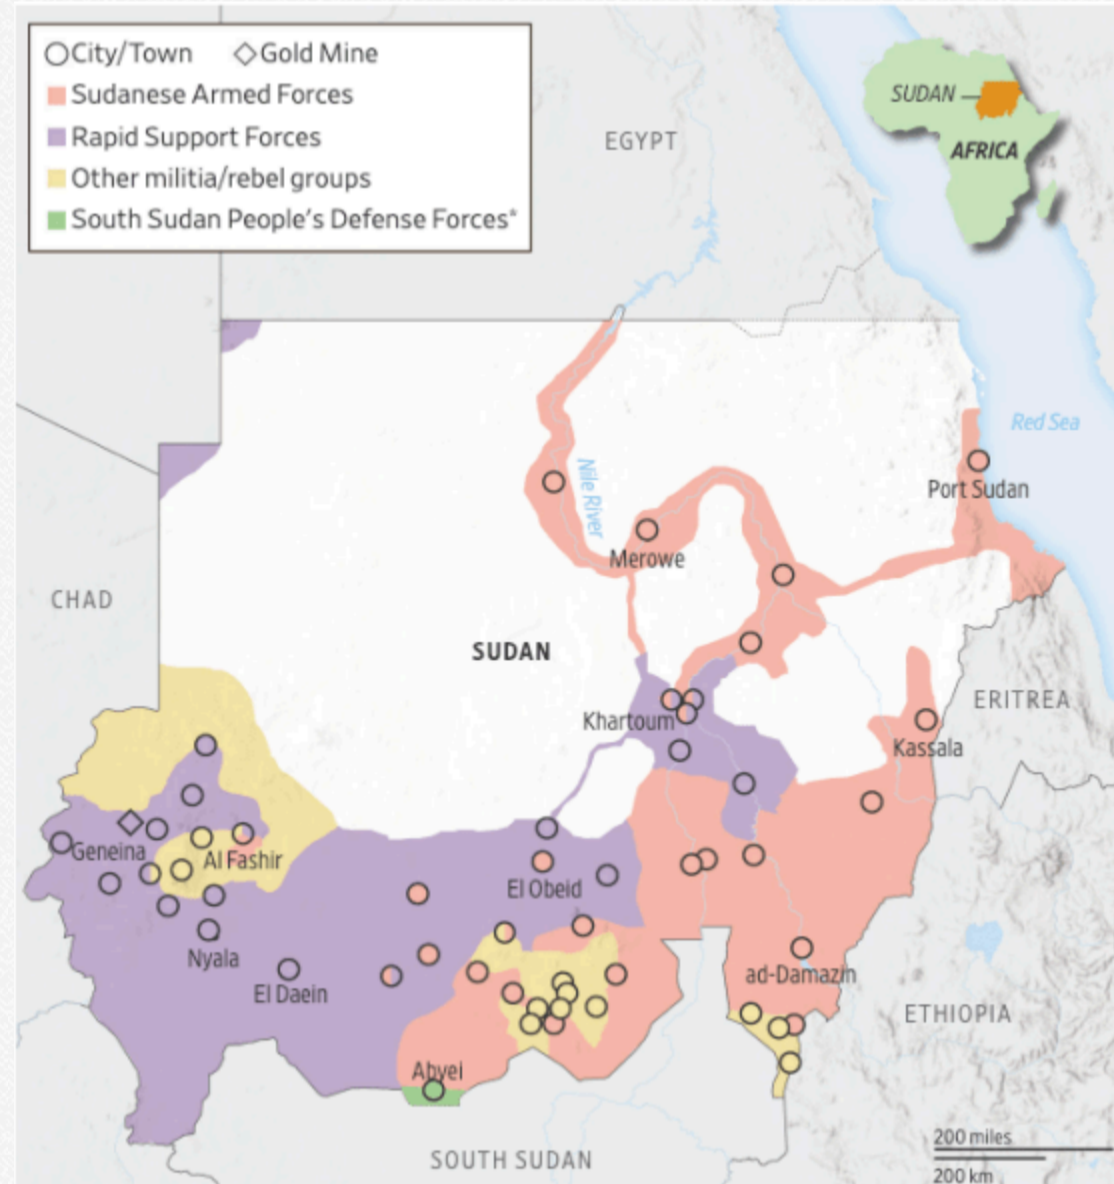 City/Town Gold Mine
Sudanese Armed Forces
Rapid Support Forces
Other militia/rebel groups
South Sudan People's Defense Forces*
SUDAN
AFRICA
EGYPT
Red Sea
Nile River
Port Sudan
Merowe
CHAD
SUDAN
ERITREA
Khartoum
Kassala
Geneina
Al Fashir
El Obeid
Nyala
El Daein
ad-Damazin
ETHIOPIA
Abyei
SOUTH SUDAN
200 miles
200 km